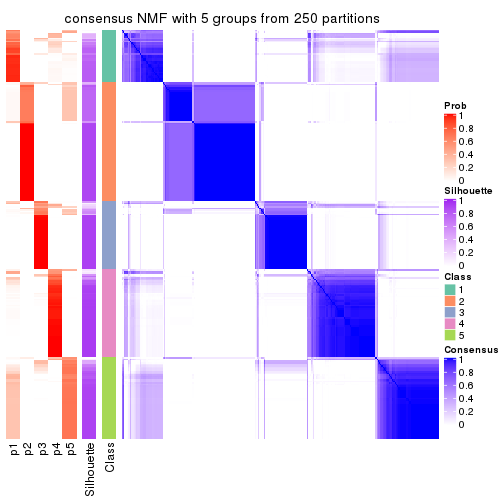 consensus NMF with 5 groups from 250 partitions
Prob
1
0.8
0.6
0.4
0.2
0
Silhouette
1
0.8
0.6
0.4
0.2
0
Class
1
2
3
4
5
Consensus
1
0.8
0.6
0.4
0.2
0
p1
p2
p3
p4
p5
Silhouette
Class